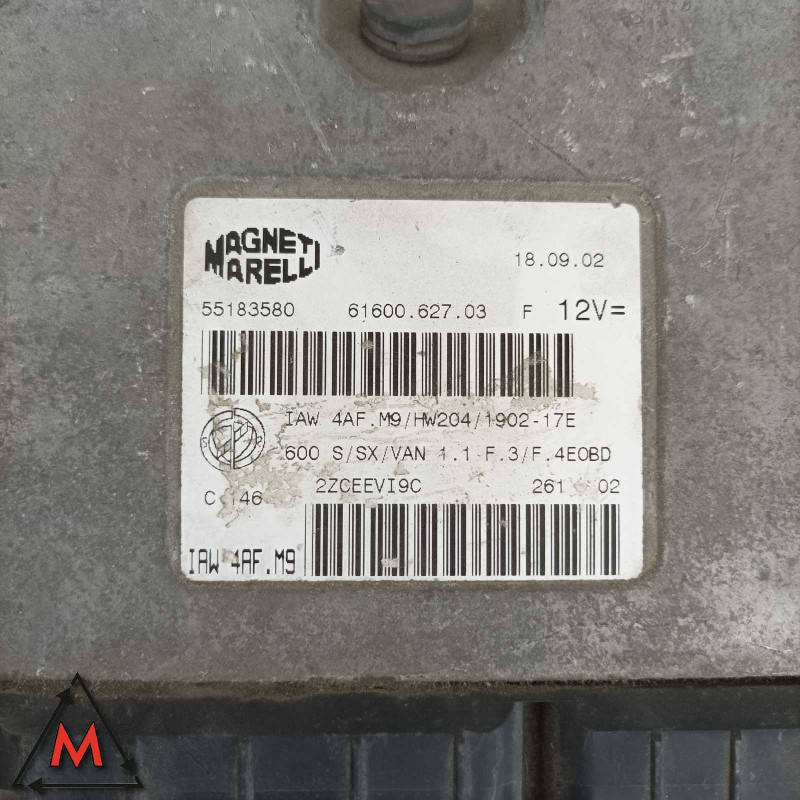 MAGNETI
MARELLI
18.09.02
55183580 61600.627.03 F 12V=
IAW 4AF.M9/HW204/1902-17E
600 S/SX/VAN 1.1 F.3/F.4EOBD
C 146 2ZCEEVI9C 261 02
IAW 4AF.M9
M